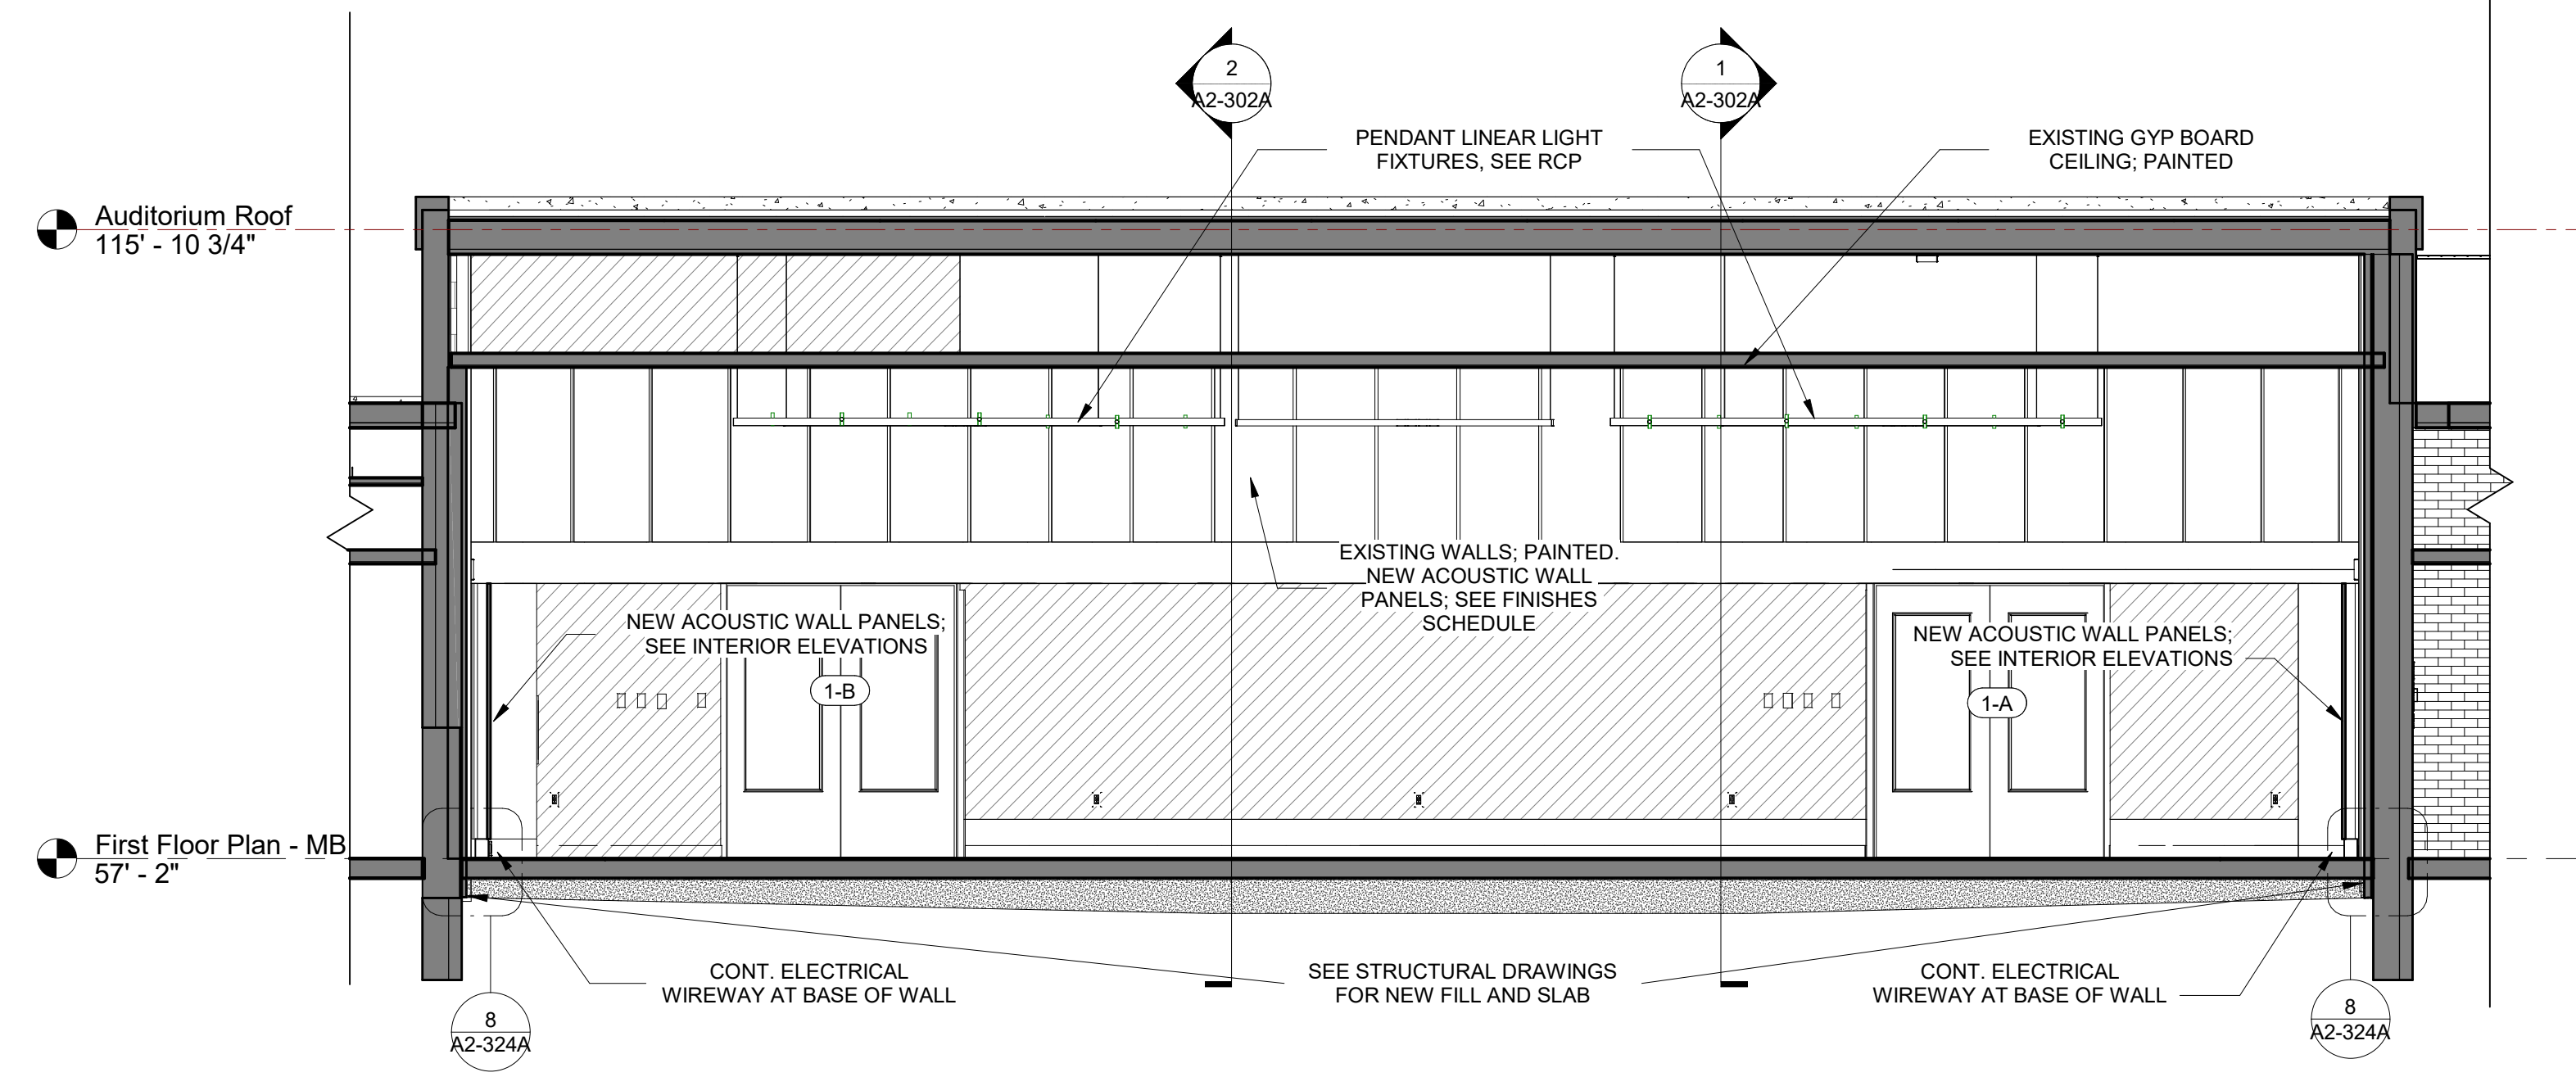 2
A2-302A
1
A2-302A
PENDANT LINEAR LIGHT
FIXTURES, SEE RCP
EXISTING GYP BOARD
CEILING; PAINTED
Auditorium Roof
115' - 10 3/4"
EXISTING WALLS; PAINTED.
NEW ACOUSTIC WALL
PANELS; SEE FINISHES
SCHEDULE
NEW ACOUSTIC WALL PANELS;
SEE INTERIOR ELEVATIONS
NEW ACOUSTIC WALL PANELS;
SEE INTERIOR ELEVATIONS
1-B
1-A
First Floor Plan - MB
57' - 2"
CONT. ELECTRICAL
WIREWAY AT BASE OF WALL
SEE STRUCTURAL DRAWINGS
FOR NEW FILL AND SLAB
CONT. ELECTRICAL
WIREWAY AT BASE OF WALL
8
A2-324A
8
A2-324A